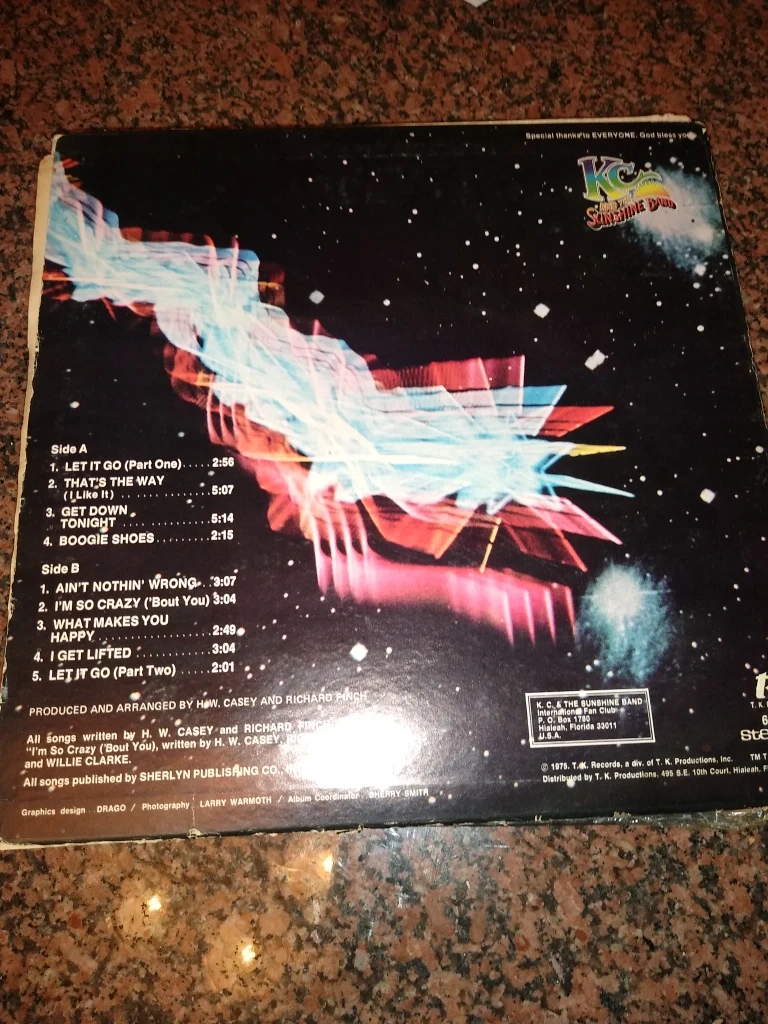 Special thanks to EVERYONE. God bless you
KC
AND THE
SUNSHINE BAND
Side A
1. LET IT GO (Part One).....2:56
2. THAT'S THE WAY
(I Like It) ............5:07
3. GET DOWN
TONIGHT ............5:14
4. BOOGIE SHOES........2:15
Side B
1. AIN'T NOTHIN' WRONG..3:07
2. I'M SO CRAZY ('Bout You) 3:04
3. WHAT MAKES YOU
HAPPY ............2:49
4. I GET LIFTED ........3:04
5. LET IT GO (Part Two) ....2:01
PRODUCED AND ARRANGED BY H.W. CASEY AND RICHARD FINCH
All songs written by H. W. CASEY and RICHARD FINCH
"I'm So Crazy ('Bout You), written by H. W. CASEY,
and WILLIE CLARKE.
All songs published by SHERLYN PUBLISHING CO.,
Graphics design DRAGO / Photography LARRY WARMOTH / Album Coordinator SHERRY SMITH
K. C. & THE SUNSHINE BAND
International Fan Club
P. O. Box 1780
Hialeah, Florida 33011
U.S.A.
© 1975. T.K. Records, a div. of T. K. Productions, Inc.
Distributed by T. K. Productions, 495 S.E. 10th Court, Hialeah,
T. K.
6
ste
TM